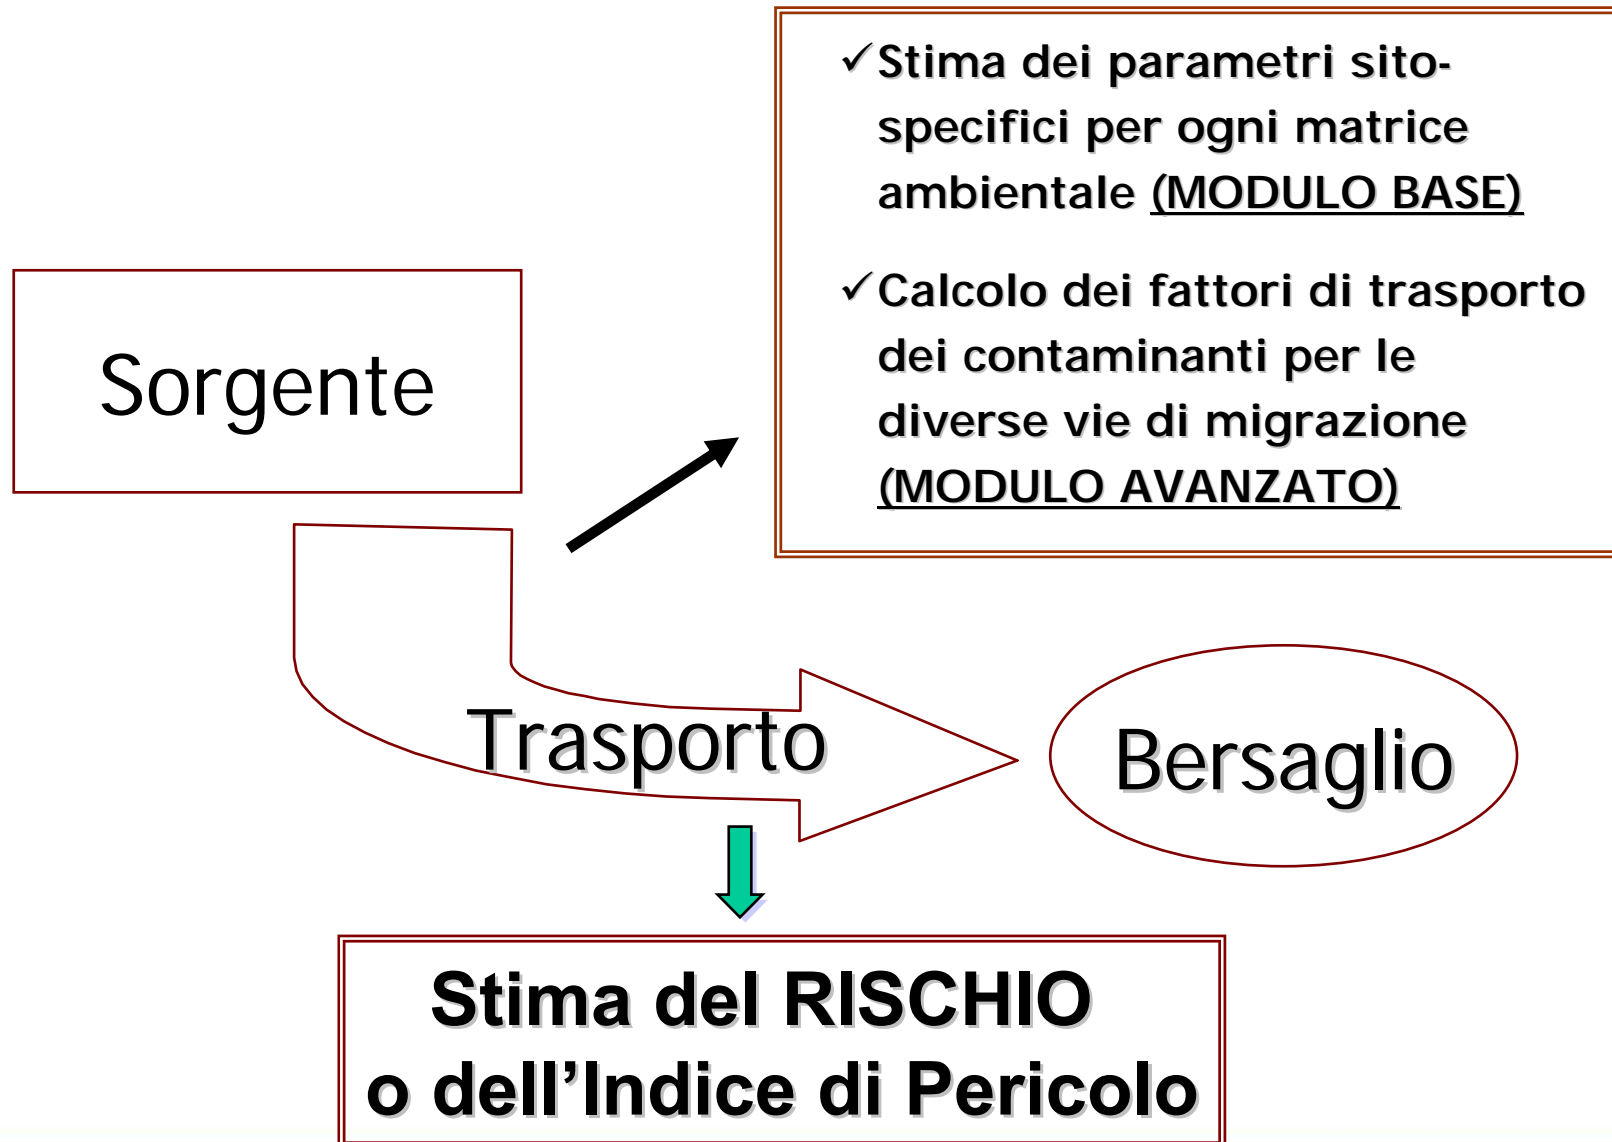 ✓Stima dei parametri sito-
specifici per ogni matrice
ambientale (MODULO BASE)
✓Calcolo dei fattori di trasporto
dei contaminanti per le
diverse vie di migrazione
(MODULO AVANZATO)
Sorgente
Trasporto
Bersaglio
Stima del RISCHIO
o dell’Indice di Pericolo